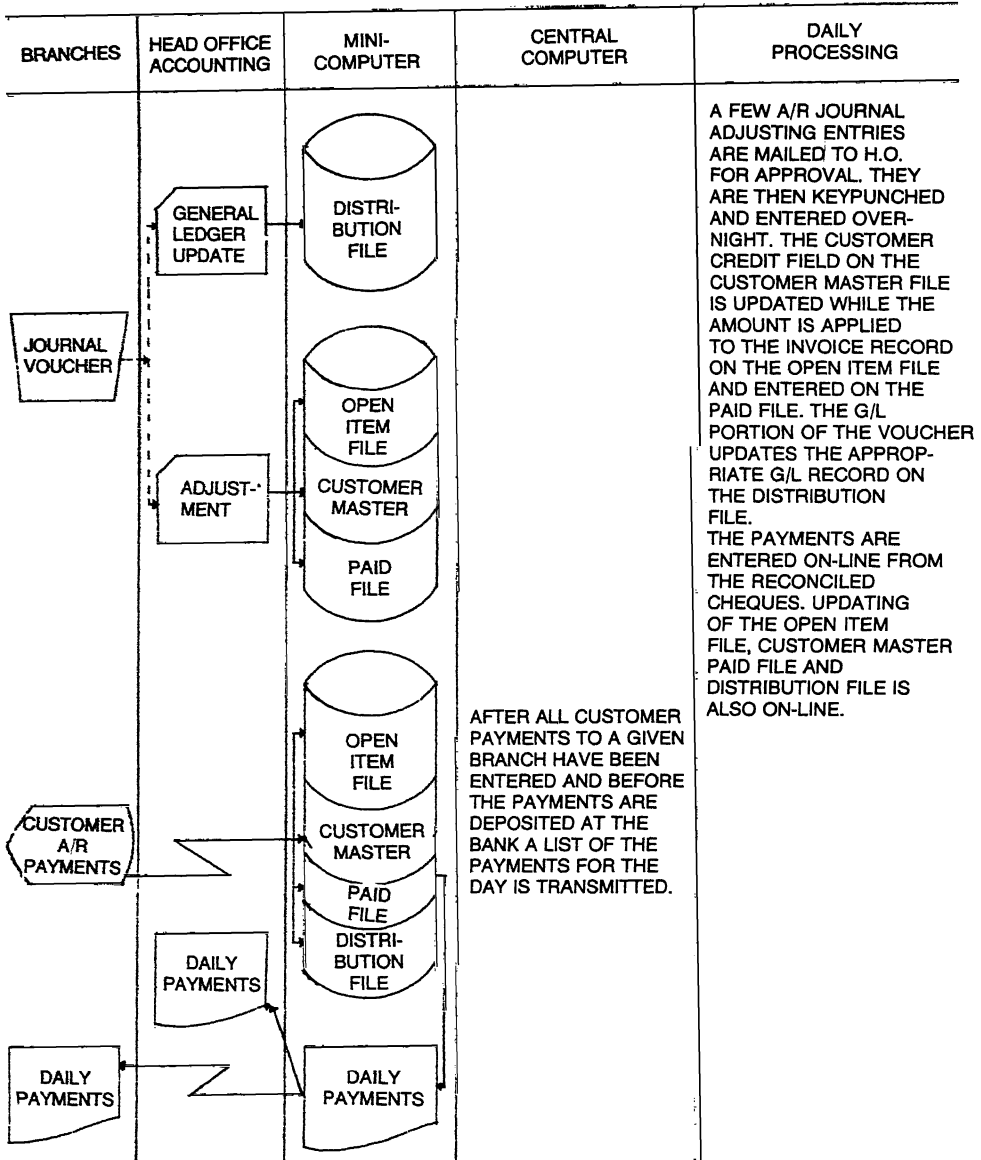 BRANCHES
HEAD OFFICE
ACCOUNTING
MINI-
COMPUTER
CENTRAL
COMPUTER
DAILY
PROCESSING
GENERAL
LEDGER
UPDATE
DISTRI-
BUTION
FILE
JOURNAL
VOUCHER
OPEN
ITEM
FILE
ADJUST-
MENT
CUSTOMER
MASTER
PAID
FILE
OPEN
ITEM
FILE
CUSTOMER
A/R
PAYMENTS
CUSTOMER
MASTER
PAID
FILE
DISTRI-
BUTION
FILE
DAILY
PAYMENTS
DAILY
PAYMENTS
DAILY
PAYMENTS
AFTER ALL CUSTOMER
PAYMENTS TO A GIVEN
BRANCH HAVE BEEN
ENTERED AND BEFORE
THE PAYMENTS ARE
DEPOSITED AT THE
BANK A LIST OF THE
PAYMENTS FOR THE
DAY IS TRANSMITTED.
A FEW A/R JOURNAL
ADJUSTING ENTRIES
ARE MAILED TO H.O.
FOR APPROVAL. THEY
ARE THEN KEYPUNCHED
AND ENTERED OVER-
NIGHT. THE CUSTOMER
CREDIT FIELD ON THE
CUSTOMER MASTER FILE
IS UPDATED WHILE THE
AMOUNT IS APPLIED
TO THE INVOICE RECORD
ON THE OPEN ITEM FILE
AND ENTERED ON THE
PAID FILE. THE G/L
PORTION OF THE VOUCHER
UPDATES THE APPROP-
RIATE G/L RECORD ON
THE DISTRIBUTION
FILE.
THE PAYMENTS ARE
ENTERED ON-LINE FROM
THE RECONCILED
CHEQUES. UPDATING
OF THE OPEN ITEM
FILE, CUSTOMER MASTER
PAID FILE AND
DISTRIBUTION FILE IS
ALSO ON-LINE.